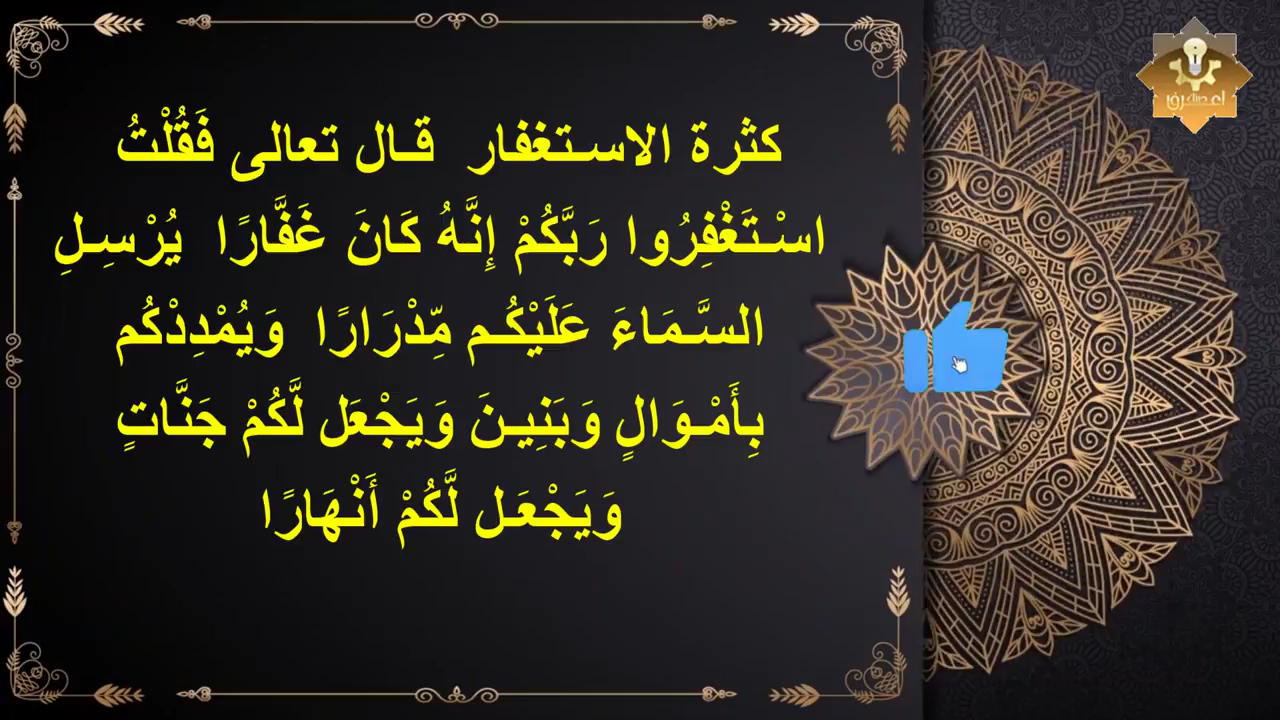 كثرة الاستغفار قال تعالى فَقُلْتُ
اسْتَغْفِرُوا رَبَّكُمْ إِنَّهُ كَانَ غَفَّارًا يُرْسِلِ
السَّمَاءَ عَلَيْكُم مِّدْرَارًا وَيُمْدِدْكُم
بِأَمْوَالٍ وَبَنِينَ وَيَجْعَل لَّكُمْ جَنَّاتٍ
وَيَجْعَل لَّكُمْ أَنْهَارًا